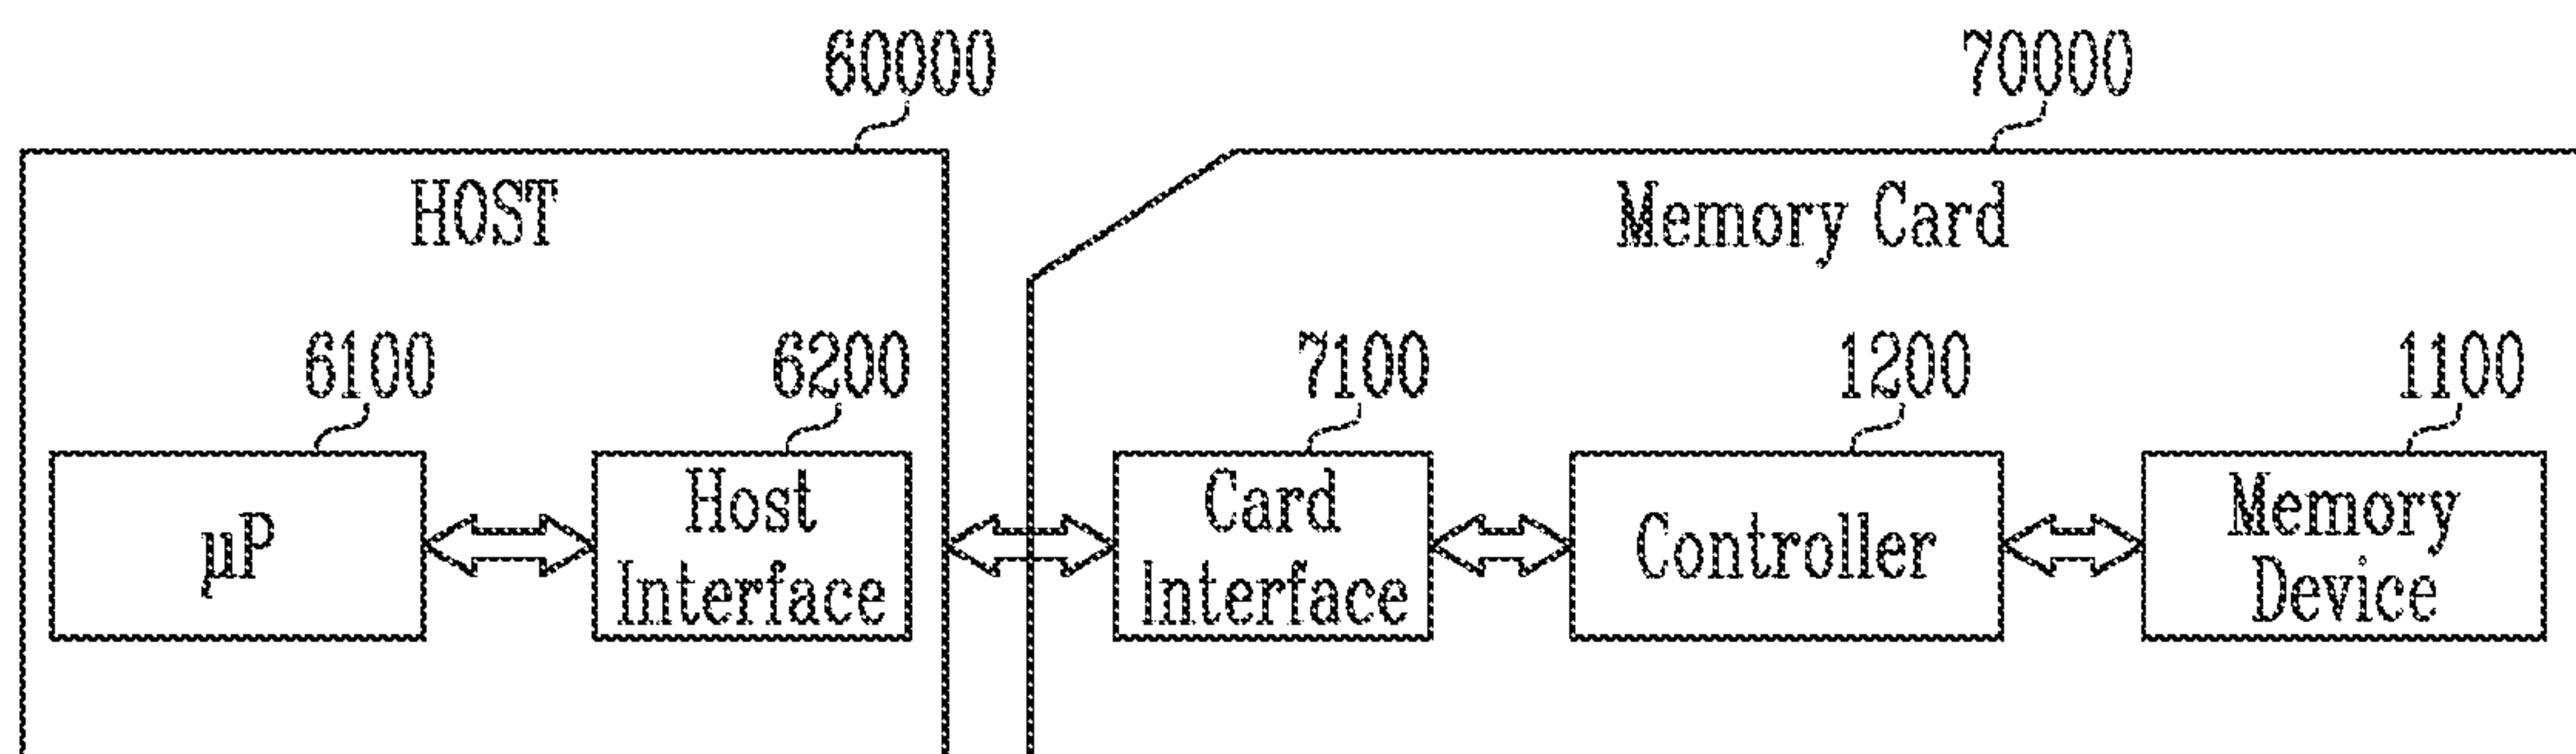 60000
70000
HOST
Memory Card
6100
6200
7100
1200
1100
μP
Host
Interface
Card
Interface
Controller
Memory
Device